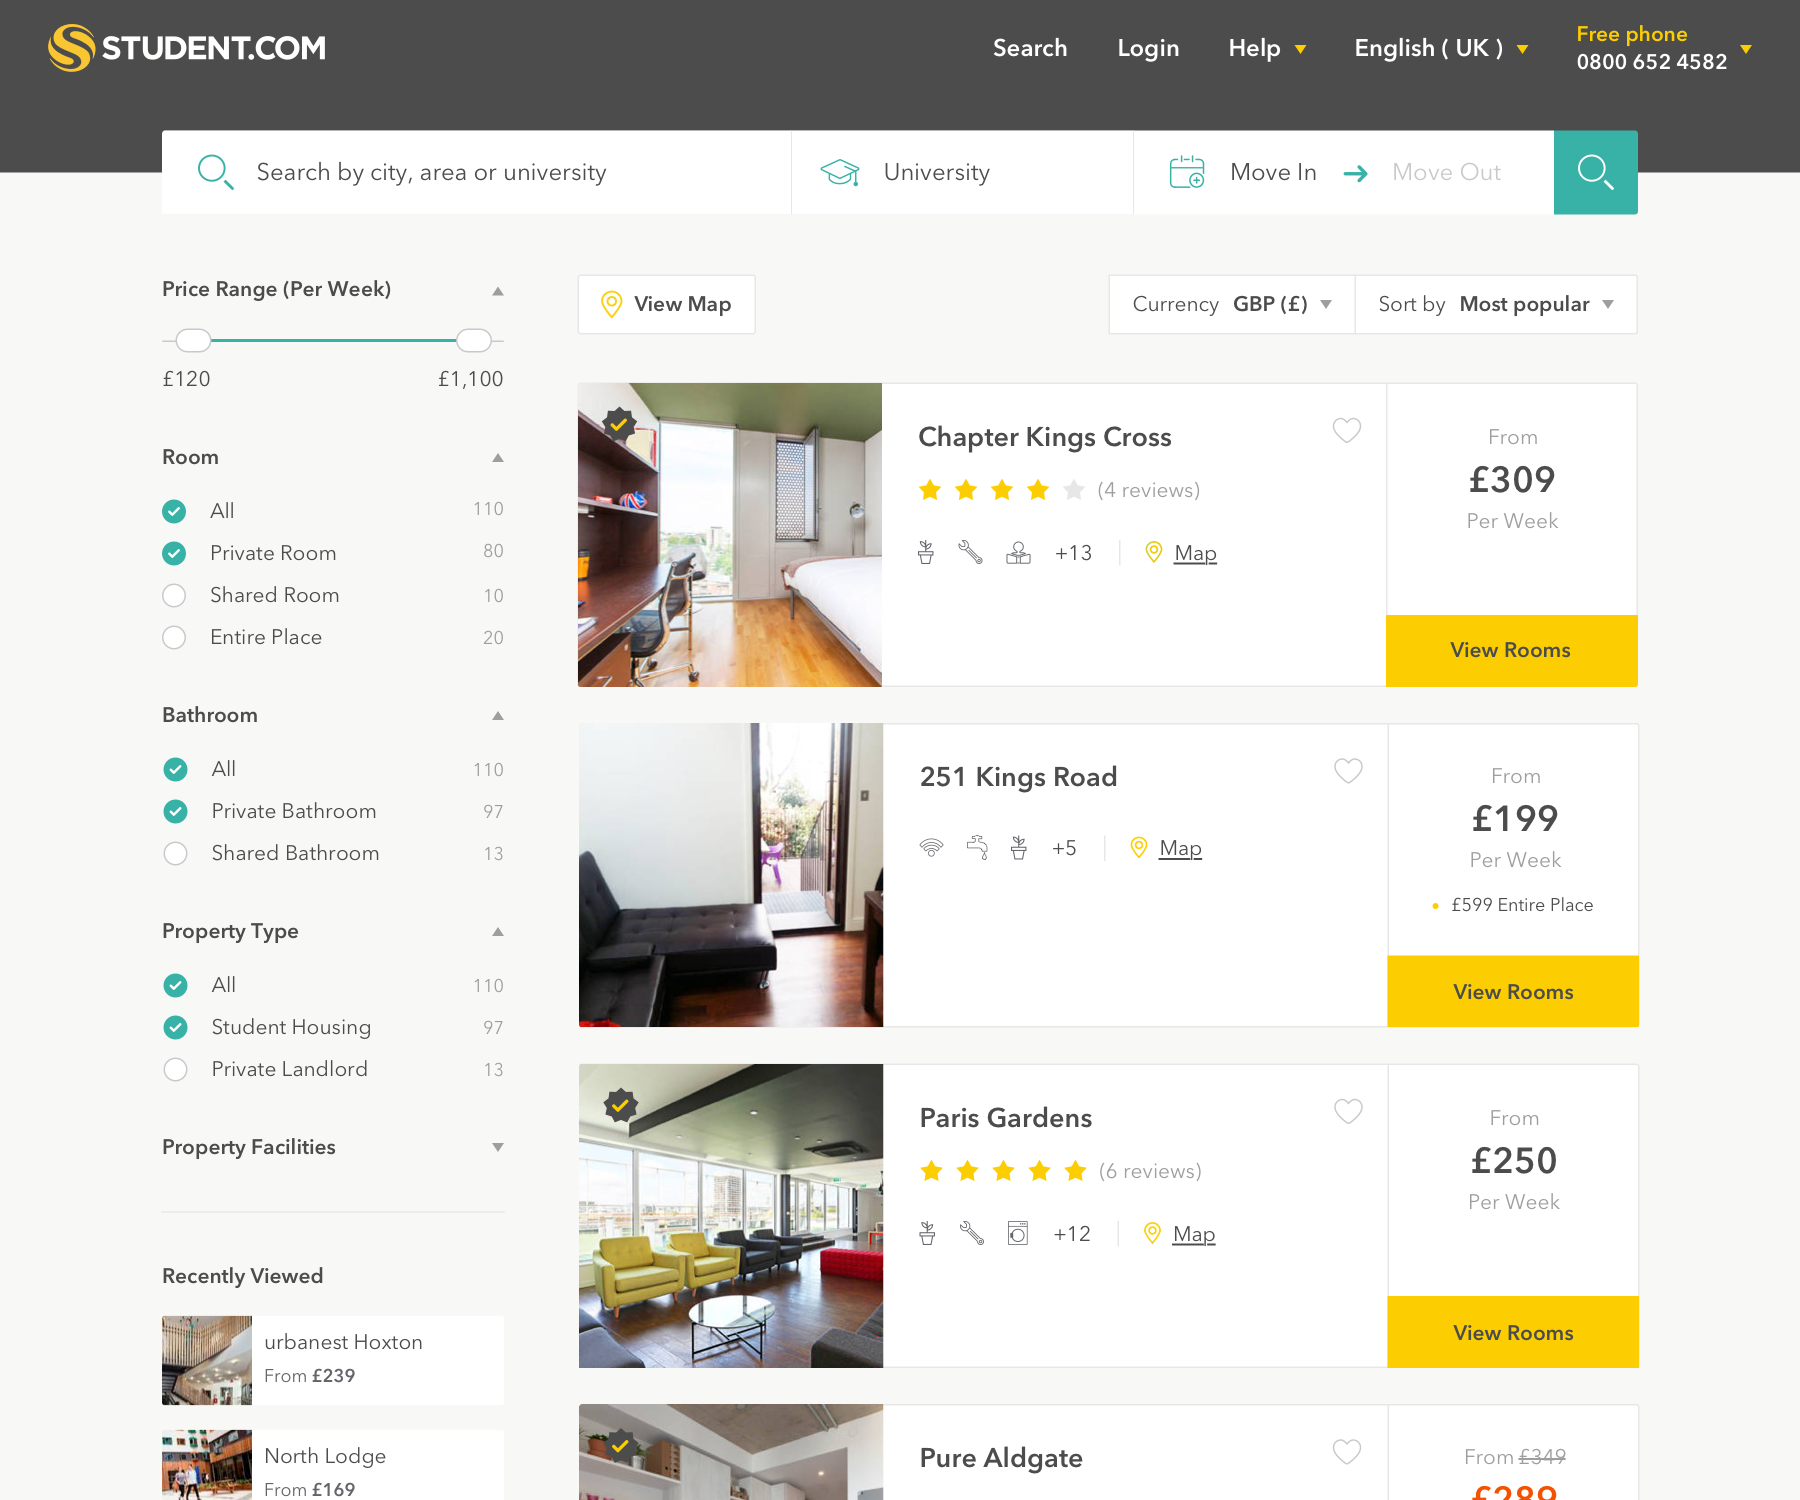 STUDENT.COM
Search
Login
Help
English ( UK )
Free phone
0800 652 4582
Search by city, area or university
University
Move In
Move Out
Price Range (Per Week)
£120
£1,100
Room
All 110
Private Room 80
Shared Room 10
Entire Place 20
Bathroom
All 110
Private Bathroom 97
Shared Bathroom 13
Property Type
All 110
Student Housing 97
Private Landlord 13
Property Facilities
Recently Viewed
urbanest Hoxton
From £239
North Lodge
From £169
View Map
Currency GBP (£)
Sort by Most popular
Chapter Kings Cross
(4 reviews)
+13
Map
From
£309
Per Week
View Rooms
251 Kings Road
+5
Map
From
£199
Per Week
£599 Entire Place
View Rooms
Paris Gardens
(6 reviews)
+12
Map
From
£250
Per Week
View Rooms
Pure Aldgate
From £349
£289